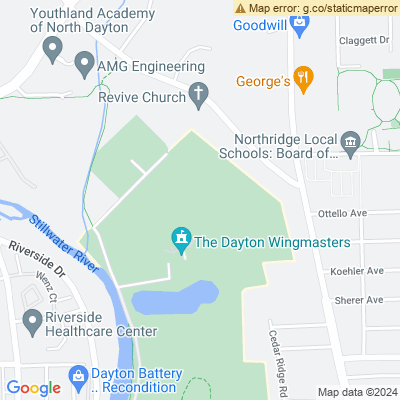 Map error: g.co/staticmaperror
Youthland Academy
of North Dayton
Goodwill
Claggett Dr
AMG Engineering
George's
Revive Church
Northridge Local
Schools: Board of...
Ottello Ave
Stillwater River
The Dayton Wingmasters
Riverside Dr
Koehler Ave
Wenz Ct
Sherer Ave
Riverside
Healthcare Center
Cedar Ridge Rd
Dayton Battery
.. Recondition
Google
Map data ©2024